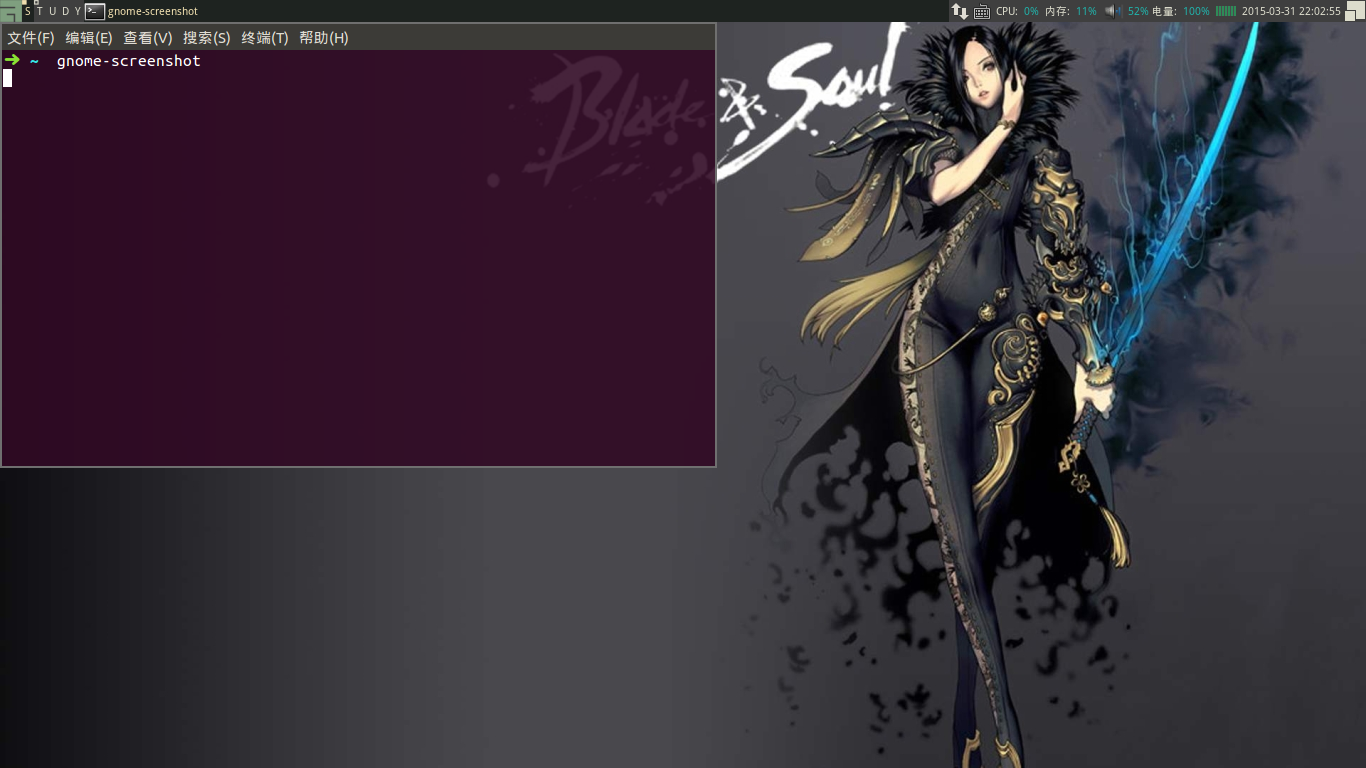 S T U D Y gnome-screenshot CPU: 0% 内存: 11% 52% 电量: 100% 2015-03-31 22:02:55
文件(F) 编辑(E) 查看(V) 搜索(S) 终端(T) 帮助(H)
➜ ~ gnome-screenshot
Blade & Soul